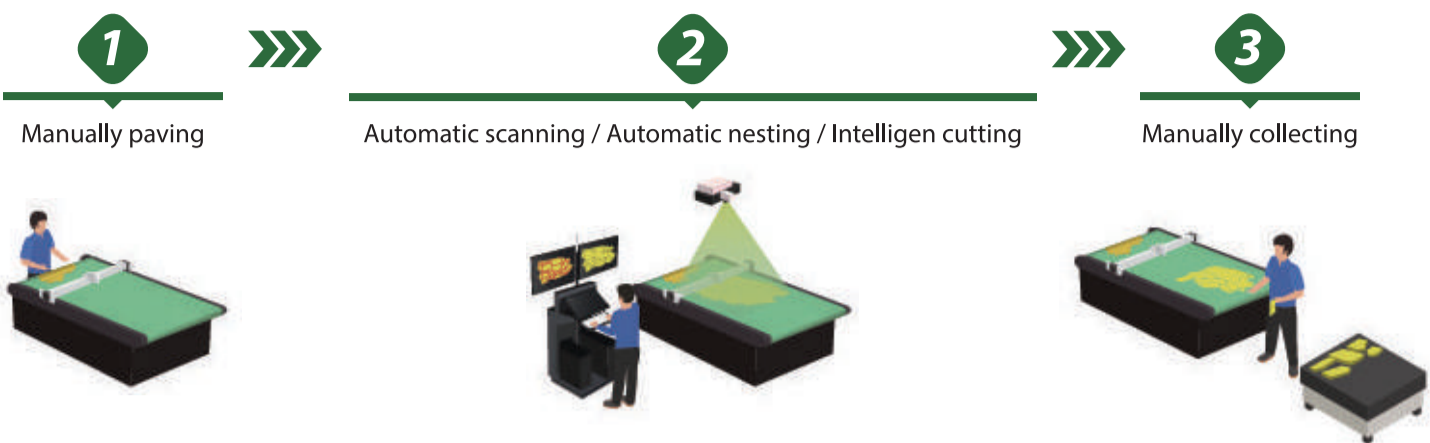 1
2
3
Manually paving
Automatic scanning / Automatic nesting / Intelligen cutting
Manually collecting